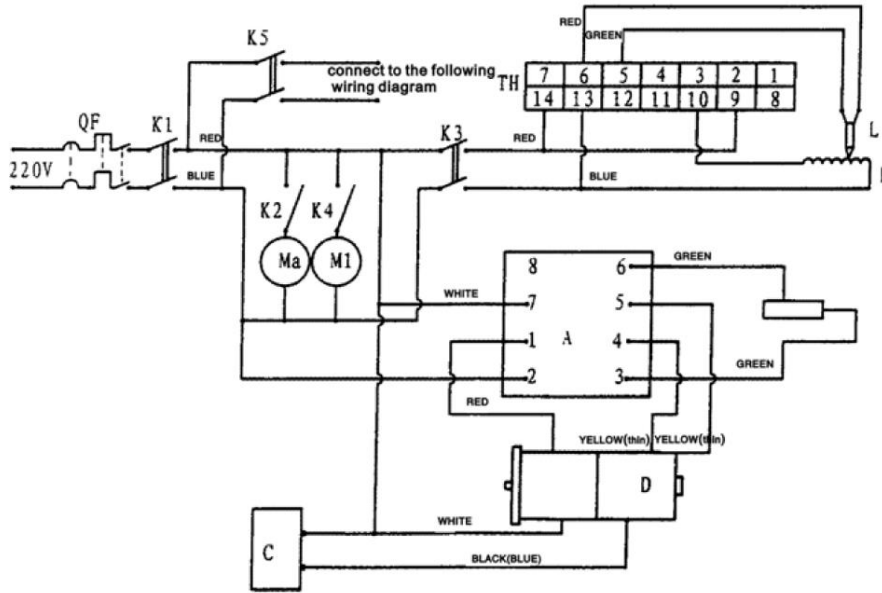 RED
GREEN
K5
connect to the following
wiring diagram
TH
7 6 5 4 3 2 1
14 13 12 11 10 9 8
QF
K1
RED
K3
RED
L
220V
BLUE
BLUE
K2
K4
Ma
M1
8
6
GREEN
WHITE
7
5
1
A
4
2
3
GREEN
RED
YELLOW(thin)
YELLOW(thin)
D
WHITE
C
BLACK(BLUE)